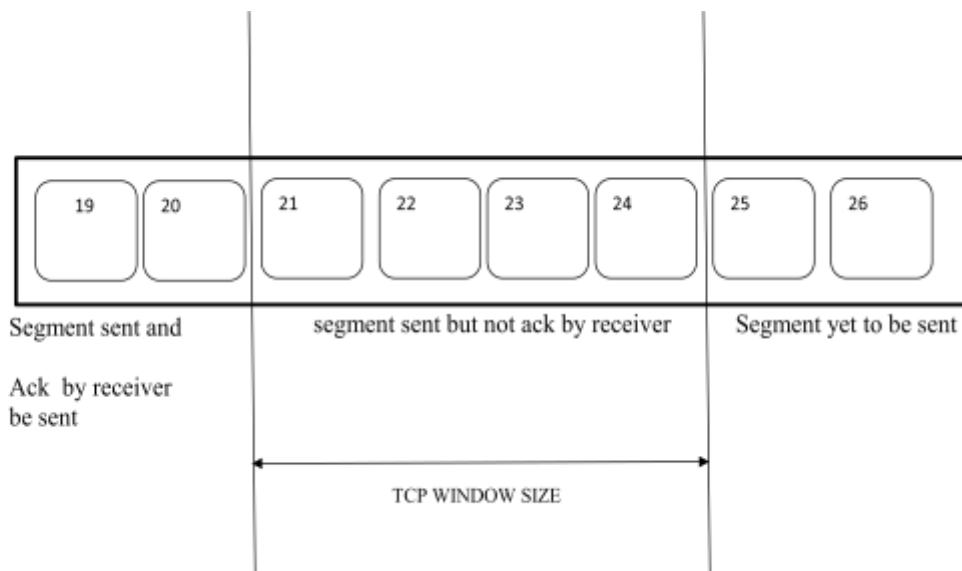 19 20 21 22 23 24 25 26
Segment sent and
segment sent but not ack by receiver
Segment yet to be sent
Ack by receiver
be sent
TCP WINDOW SIZE